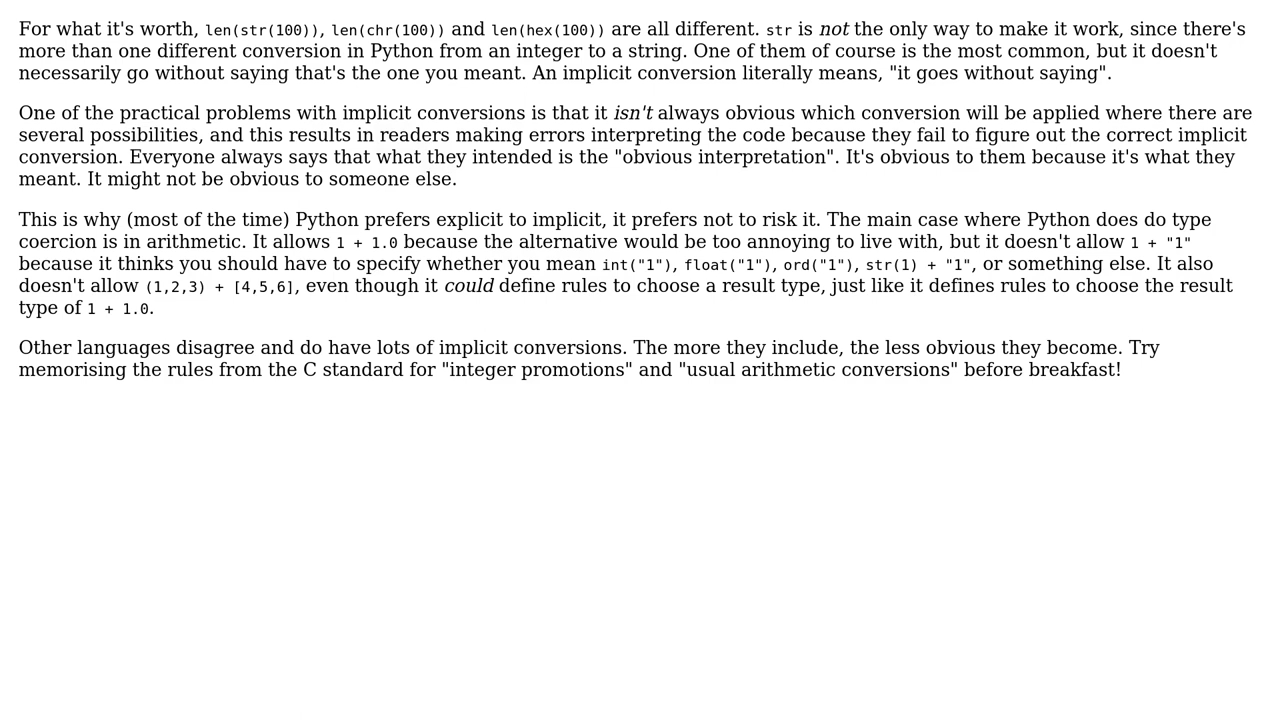 For what it's worth, len(str(100)), len(chr(100)) and len(hex(100)) are all different. str is not the only way to make it work, since there's
more than one different conversion in Python from an integer to a string. One of them of course is the most common, but it doesn't
necessarily go without saying that's the one you meant. An implicit conversion literally means, "it goes without saying".
One of the practical problems with implicit conversions is that it isn't always obvious which conversion will be applied where there are
several possibilities, and this results in readers making errors interpreting the code because they fail to figure out the correct implicit
conversion. Everyone always says that what they intended is the "obvious interpretation". It's obvious to them because it's what they
meant. It might not be obvious to someone else.
This is why (most of the time) Python prefers explicit to implicit, it prefers not to risk it. The main case where Python does do type
coercion is in arithmetic. It allows 1 + 1.0 because the alternative would be too annoying to live with, but it doesn't allow 1 + "1"
because it thinks you should have to specify whether you mean int("1"), float("1"), ord("1"), str(1) + "1", or something else. It also
doesn't allow (1,2,3) + [4,5,6], even though it could define rules to choose a result type, just like it defines rules to choose the result
type of 1 + 1.0.
Other languages disagree and do have lots of implicit conversions. The more they include, the less obvious they become. Try
memorising the rules from the C standard for "integer promotions" and "usual arithmetic conversions" before breakfast!